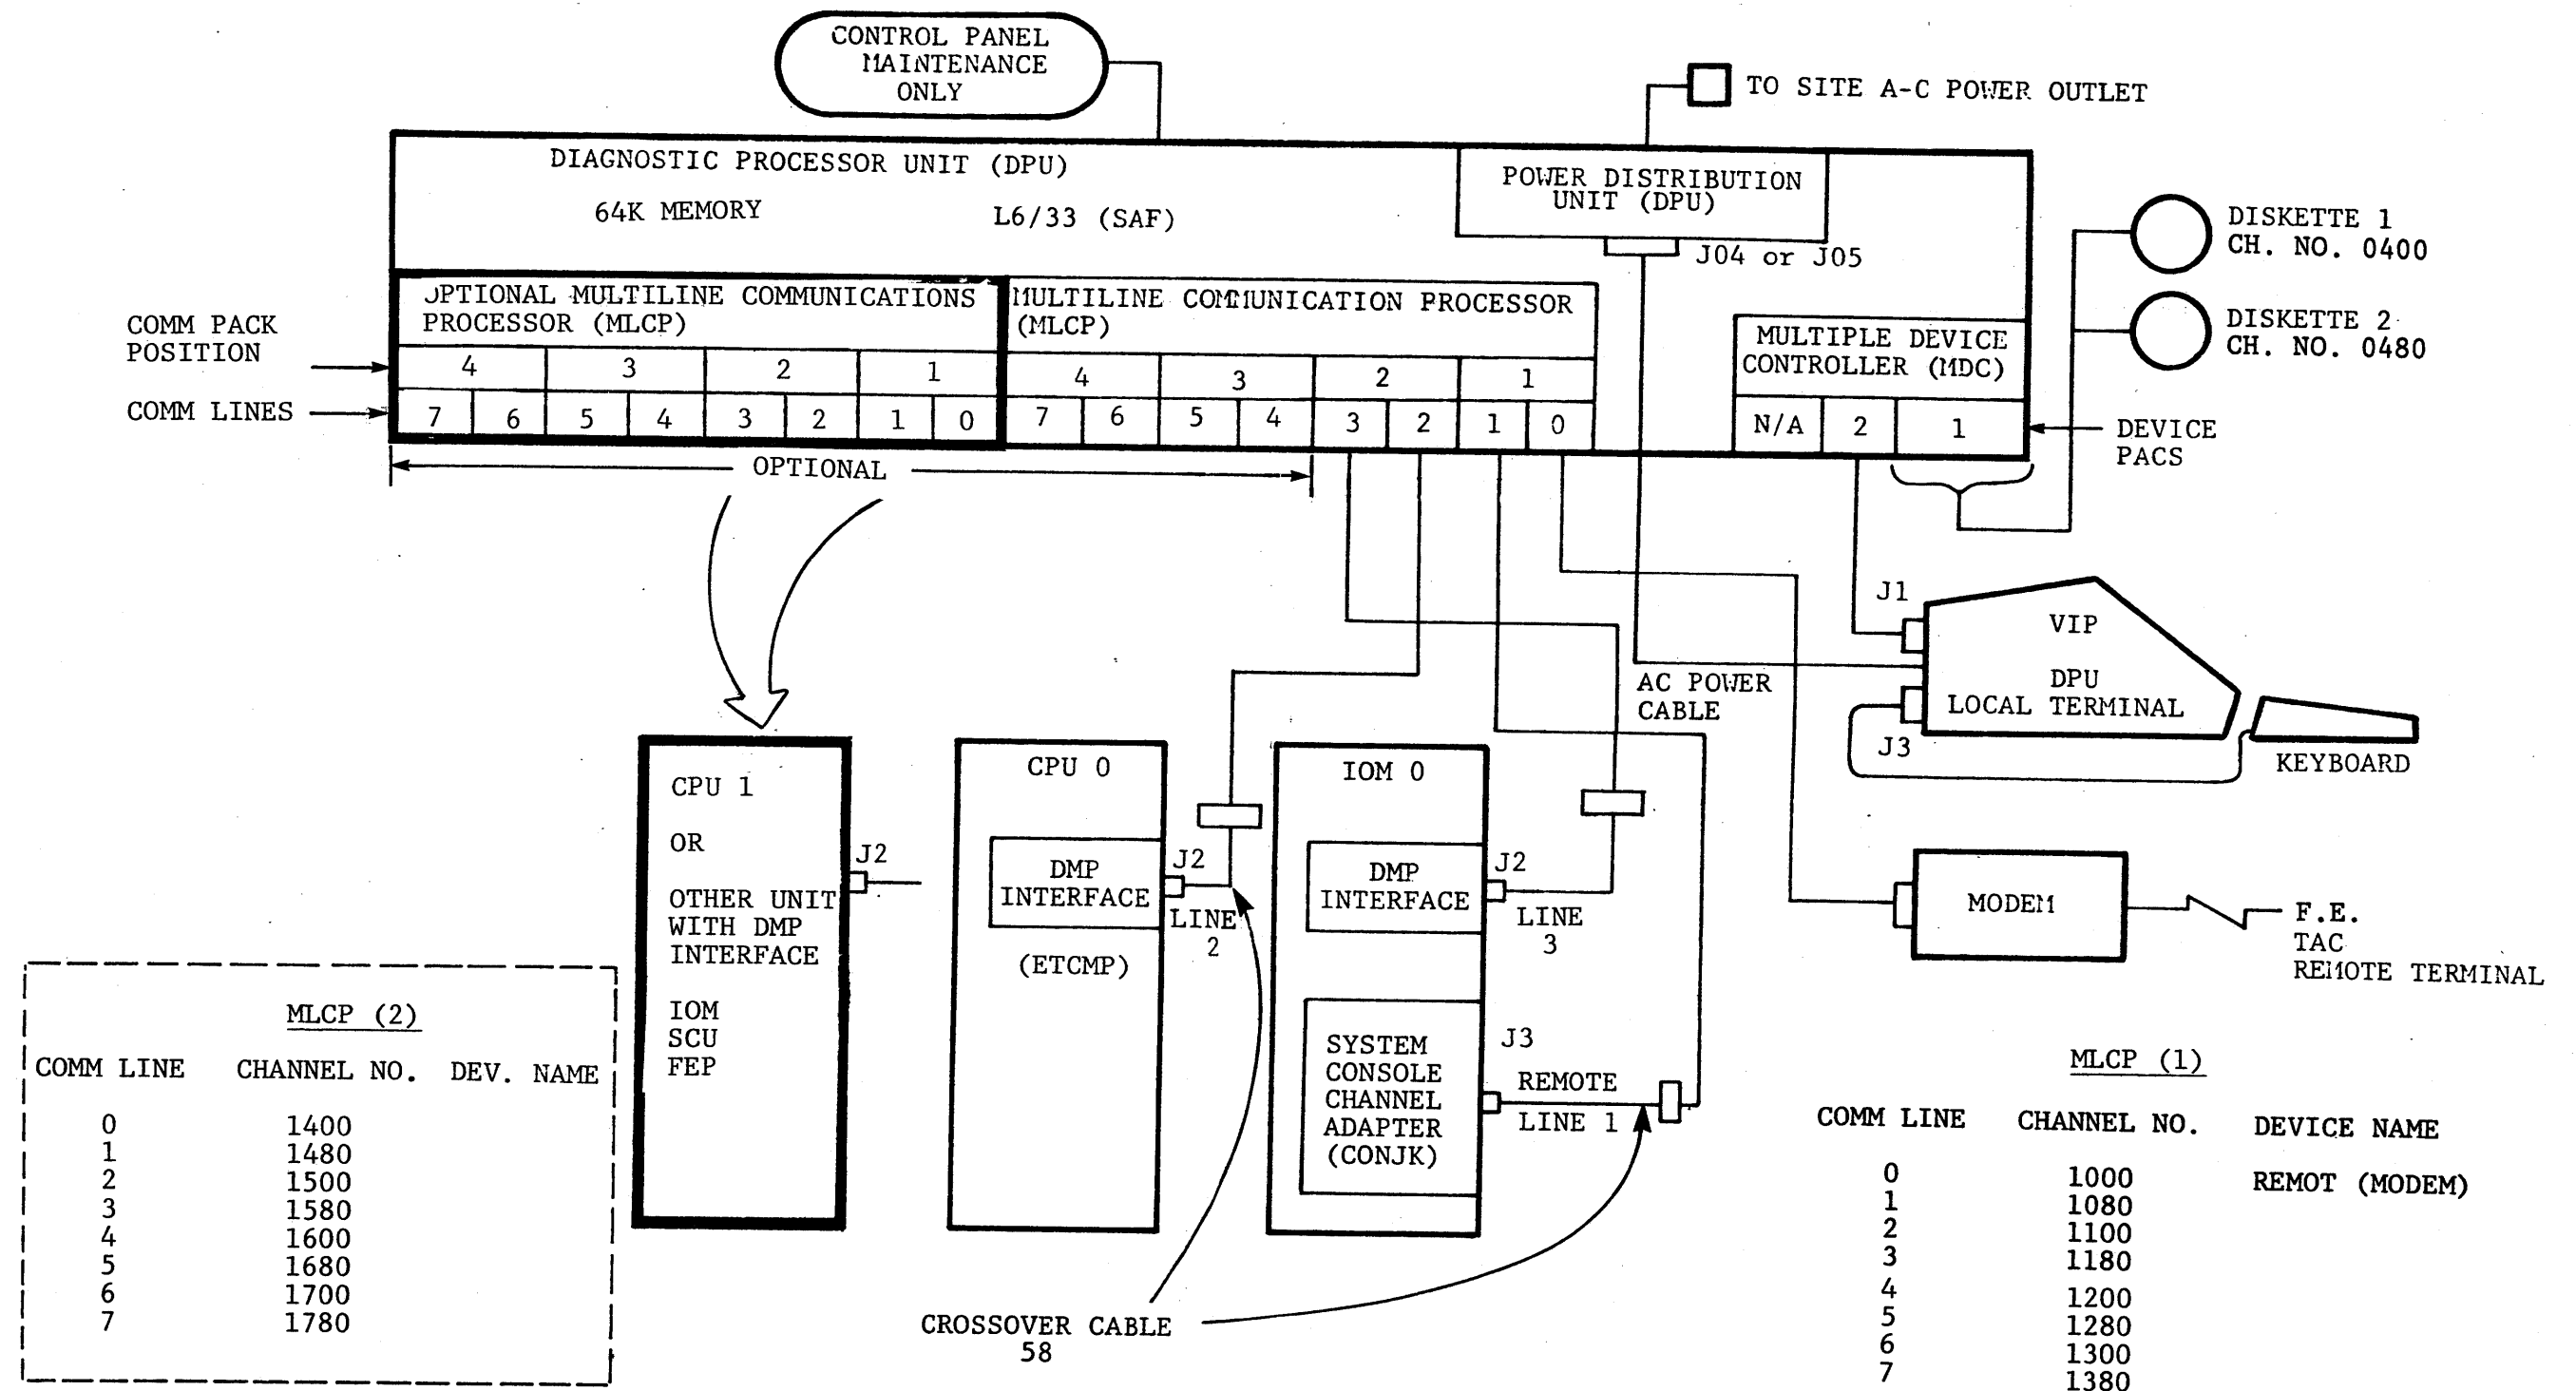 CONTROL PANEL
MAINTENANCE
ONLY
TO SITE A-C POWER OUTLET
DIAGNOSTIC PROCESSOR UNIT (DPU)
64K MEMORY
L6/33 (SAF)
POWER DISTRIBUTION
UNIT (DPU)
J04 or J05
DISKETTE 1
CH. NO. 0400
DISKETTE 2
CH. NO. 0480
OPTIONAL MULTILINE COMMUNICATIONS
PROCESSOR (MLCP)
MULTILINE COMMUNICATION PROCESSOR
(MLCP)
MULTIPLE DEVICE
CONTROLLER (MDC)
COMM PACK
POSITION
4 3 2 1
4 3 2 1
COMM LINES
7 6 5 4 3 2 1 0
7 6 5 4 3 2 1 0
N/A 2 1
DEVICE
PACS
OPTIONAL
J1
VIP
DPU
LOCAL TERMINAL
J3
KEYBOARD
AC POWER
CABLE
CPU 1
OR
OTHER UNIT
WITH DMP
INTERFACE
IOM
SCU
FEP
J2
CPU 0
DMP
INTERFACE
(ETCMP)
J2
LINE
2
IOM 0
DMP
INTERFACE
J2
LINE
3
SYSTEM
CONSOLE
CHANNEL
ADAPTER
(CONJK)
J3
REMOTE
LINE 1
MODEM
F.E.
TAC
REMOTE TERMINAL
MLCP (2)
COMM LINE CHANNEL NO. DEV. NAME
0 1400
1 1480
2 1500
3 1580
4 1600
5 1680
6 1700
7 1780
CROSSOVER CABLE
58
MLCP (1)
COMM LINE CHANNEL NO. DEVICE NAME
0 1000 REMOT (MODEM)
1 1080
2 1100
3 1180
4 1200
5 1280
6 1300
7 1380